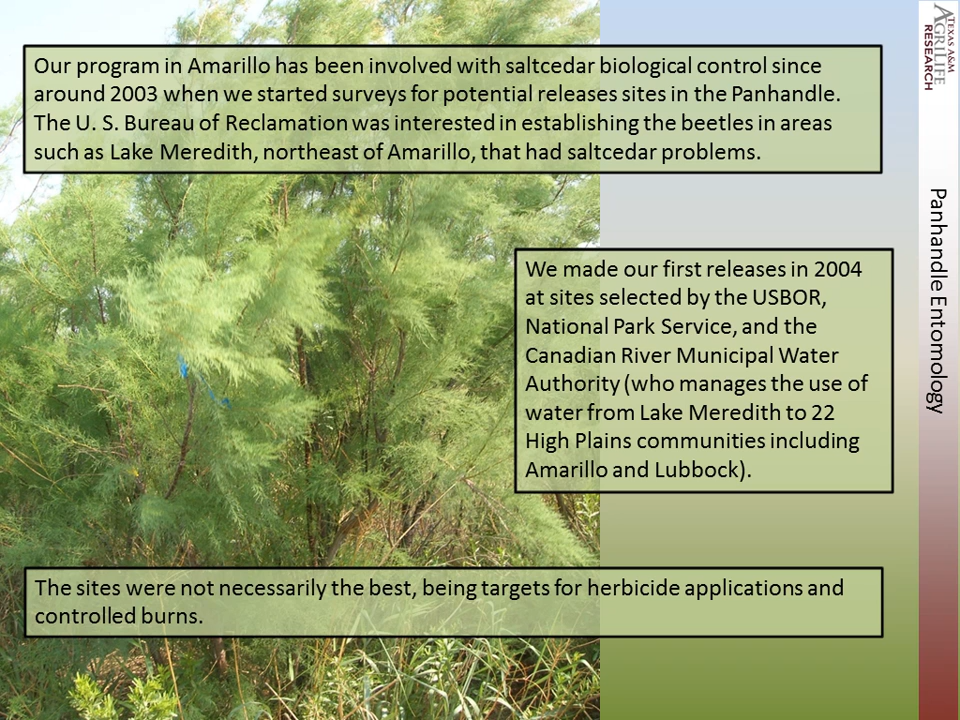 Our program in Amarillo has been involved with saltcedar biological control since
around 2003 when we started surveys for potential releases sites in the Panhandle.
The U. S. Bureau of Reclamation was interested in establishing the beetles in areas
such as Lake Meredith, northeast of Amarillo, that had saltcedar problems.
We made our first releases in 2004
at sites selected by the USBOR,
National Park Service, and the
Canadian River Municipal Water
Authority (who manages the use of
water from Lake Meredith to 22
High Plains communities including
Amarillo and Lubbock).
The sites were not necessarily the best, being targets for herbicide applications and
controlled burns.
TEXAS A&M
AGRILIFE
RESEARCH
Panhandle Entomology